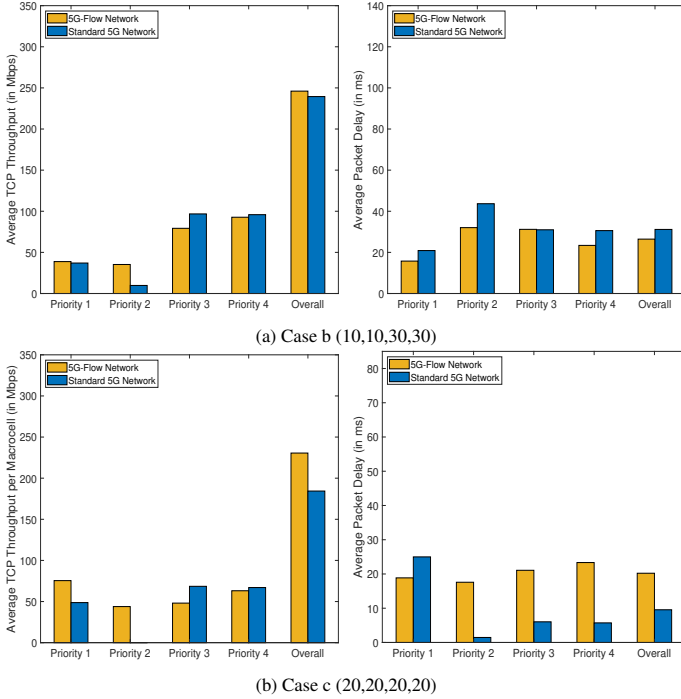 Average TCP Throughput (in Mbps)
350
300
250
200
150
100
50
0
5G-Flow Network
Standard 5G Network
Priority 1 Priority 2 Priority 3 Priority 4 Overall
Average Packet Delay (in ms)
140
120
100
80
60
40
20
0
5G-Flow Network
Standard 5G Network
Priority 1 Priority 2 Priority 3 Priority 4 Overall
(a) Case b (10,10,30,30)
Average TCP Throughput per Macrocell (in Mbps)
350
300
250
200
150
100
50
0
5G-Flow Network
Standard 5G Network
Priority 1 Priority 2 Priority 3 Priority 4 Overall
Average Packet Delay (in ms)
80
70
60
50
40
30
20
10
0
5G-Flow Network
Standard 5G Network
Priority 1 Priority 2 Priority 3 Priority 4 Overall
(b) Case c (20,20,20,20)